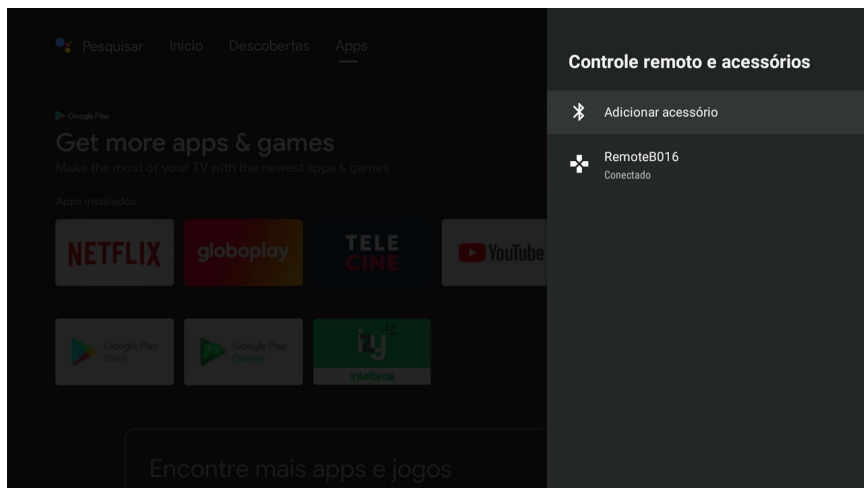 Pesquisar Início Descobertas Apps
Google Play
Get more apps & games
Make the most of your TV with the newest apps & games
Apps instalados
NETFLIX
globoplay
TELE
CINE
YouTube
Google Play
Store
Google Play
Games
izy
intelbras
Encontre mais apps e jogos
Controle remoto e acessórios
Adicionar acessório
RemoteB016
Conectado